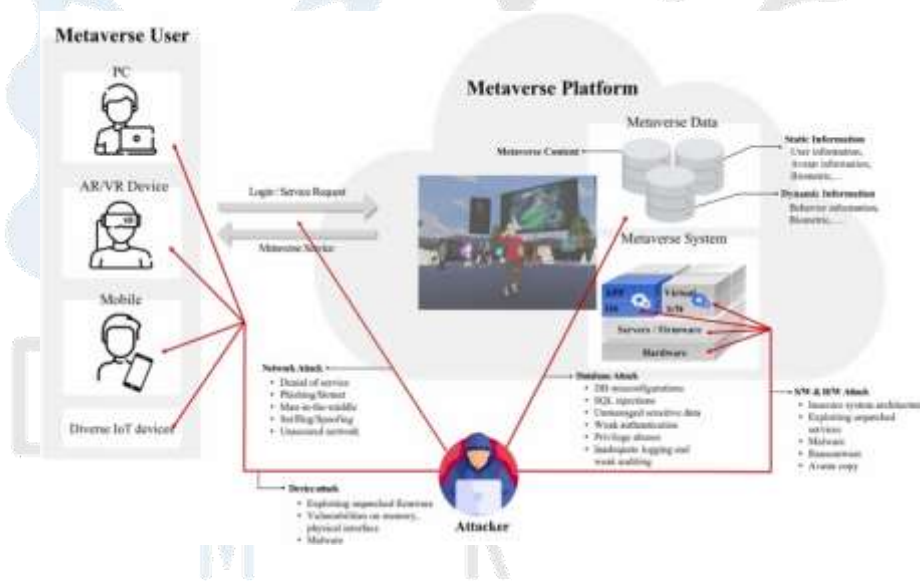 Metaverse User
PC
AR/VR Device
Mobile
Diverse IoT devices
Login / Service Request
Metaverse Service
Metaverse Platform
Metaverse Data
Metaverse Content
Static Information
User information,
Avatar information,
Biometric,...
Dynamic Information
Behavior information,
Biometric,...
Metaverse System
APP
Virtual
OS
S/W
Servers / Firmware
Hardware
Network Attack
• Denial of service
• Phishing/Botnet
• Man-in-the-middle
• Sniffing/Spoofing
• Unsecured network
Database Attack
• DB misconfigurations
• SQL injections
• Unmanaged sensitive data
• Weak authentication
• Privilege abuses
• Inadequate logging and
weak auditing
S/W & H/W Attack
• Insecure system architecture
• Exploiting unpatched
services
• Malware
• Ransomware
• Avatar copy
Device attack
• Exploiting unpatched firmware
• Vulnerabilities on memory,
physical interface
• Malware
Attacker
M
R